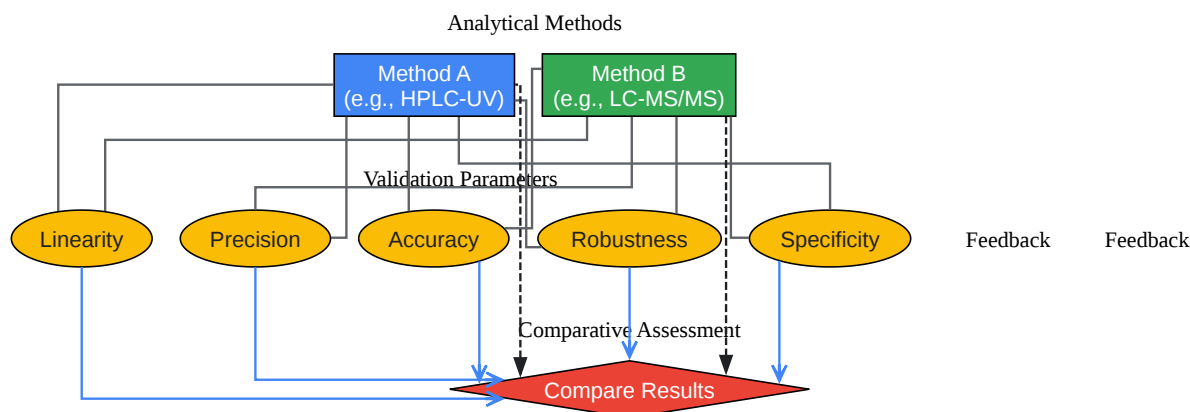 Analytical Methods
Method A
(e.g., HPLC-UV)
Method B
(e.g., LC-MS/MS)
Validation Parameters
Linearity
Precision
Accuracy
Robustness
Specificity
Feedback
Feedback
Comparative Assessment
Compare Results